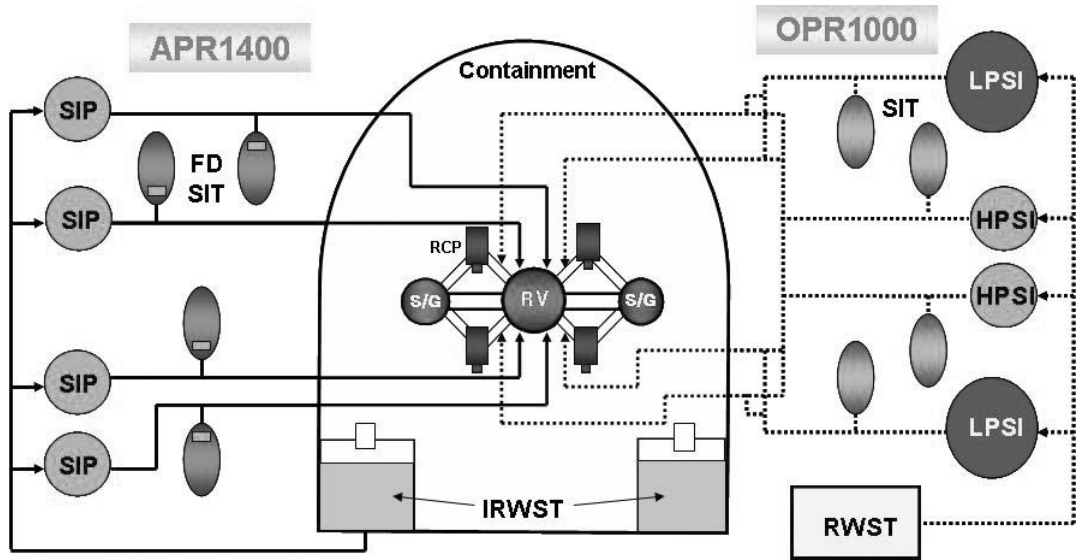 APR1400
OPR1000
Containment
SIP
LPSI
SIT
FD
SIT
SIP
HPSI
RCP
S/G
RV
S/G
HPSI
SIP
LPSI
SIP
IRWST
RWST